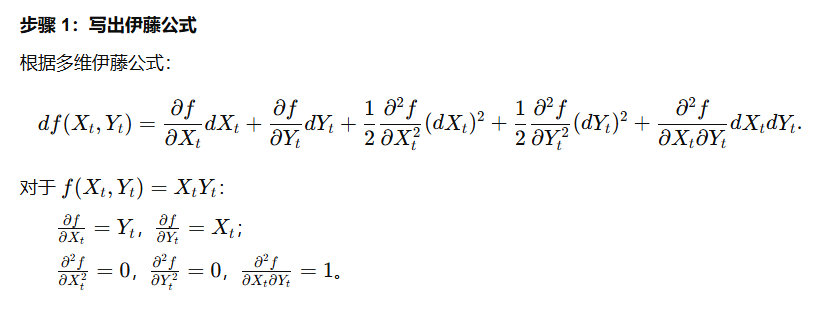 步骤 1：写出伊藤公式
根据多维伊藤公式：
$$df(X_t, Y_t) = \frac{\partial f}{\partial X_t} dX_t + \frac{\partial f}{\partial Y_t} dY_t + \frac{1}{2} \frac{\partial^2 f}{\partial X_t^2} (dX_t)^2 + \frac{1}{2} \frac{\partial^2 f}{\partial Y_t^2} (dY_t)^2 + \frac{\partial^2 f}{\partial X_t \partial Y_t} dX_t dY_t.$$
对于 $f(X_t, Y_t) = X_t Y_t$：
$\frac{\partial f}{\partial X_t} = Y_t$，$\frac{\partial f}{\partial Y_t} = X_t$；
$\frac{\partial^2 f}{\partial X_t^2} = 0$，$\frac{\partial^2 f}{\partial Y_t^2} = 0$，$\frac{\partial^2 f}{\partial X_t \partial Y_t} = 1$。